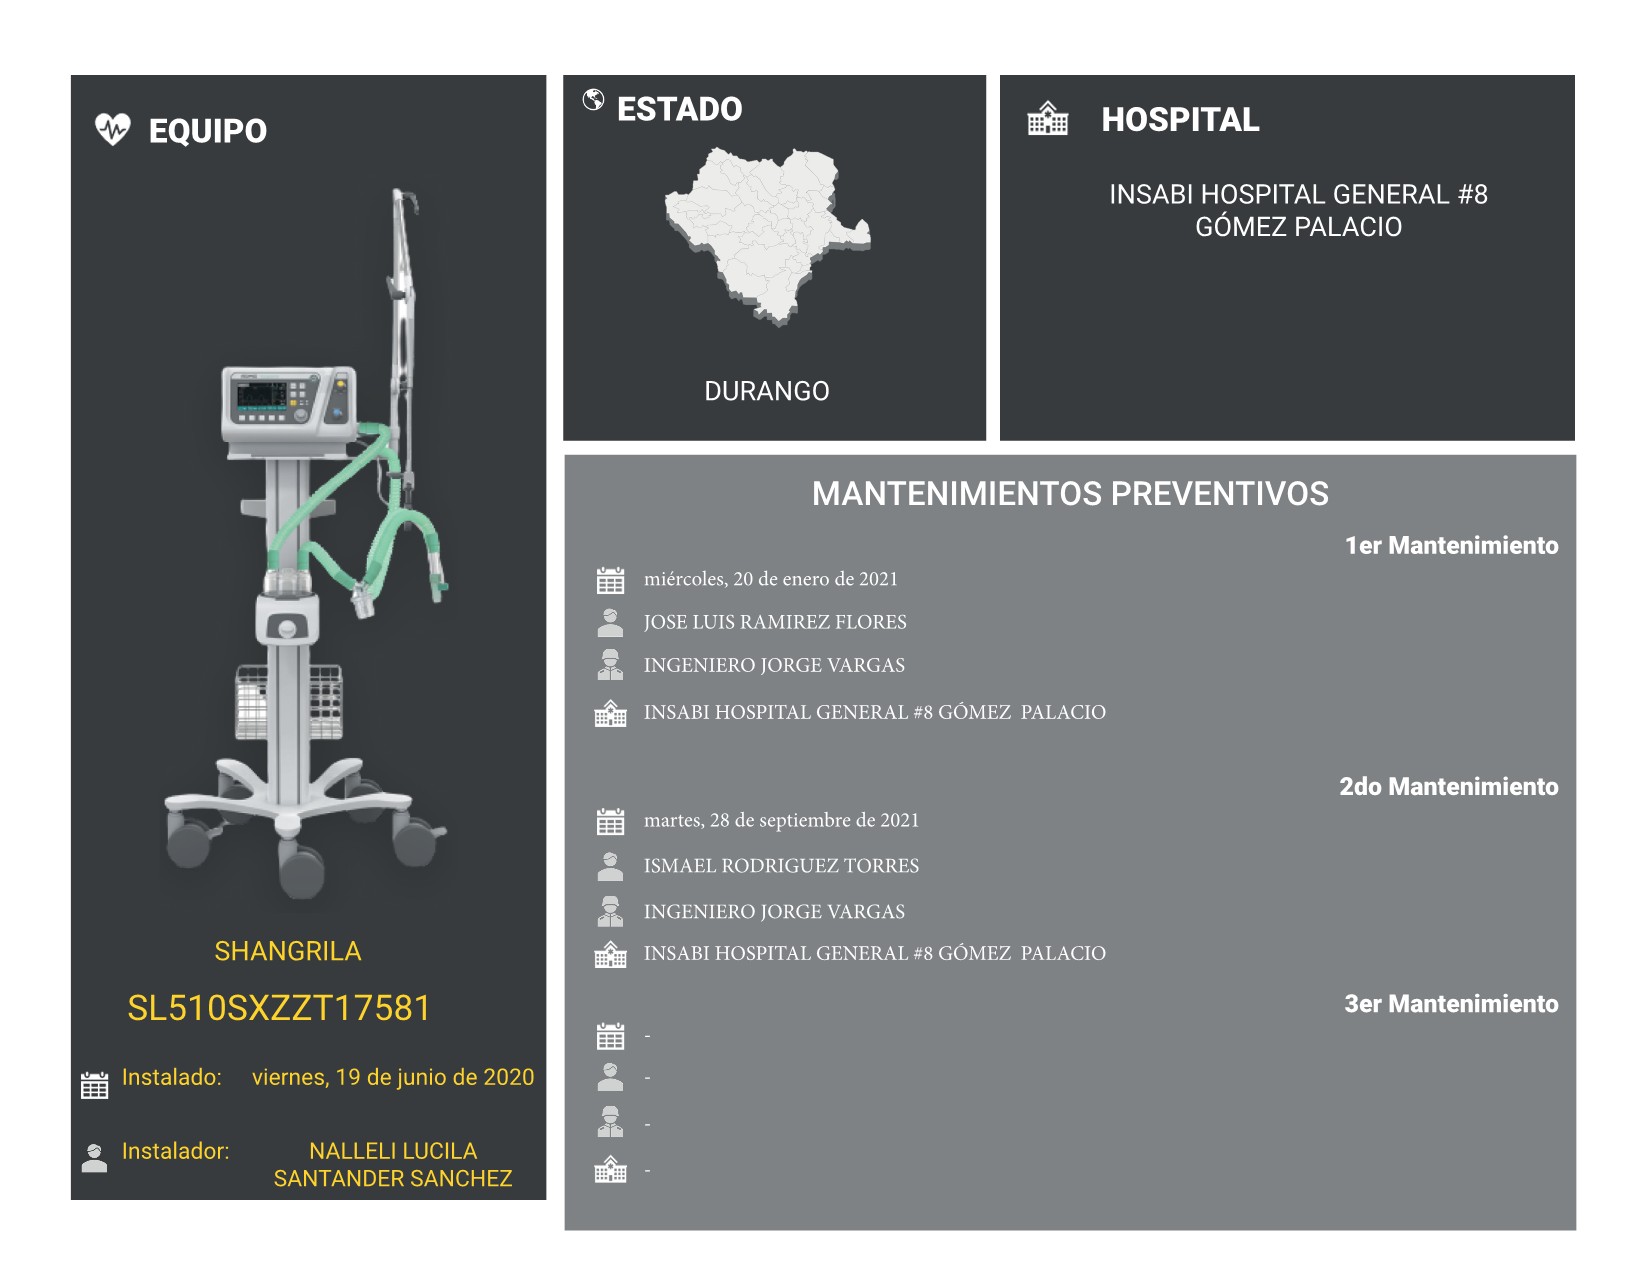 EQUIPO
SHANGRILA
SL510SXZZT17581
Instalado: viernes, 19 de junio de 2020
Instalador: NALLELI LUCILA
SANTANDER SANCHEZ
ESTADO
DURANGO
HOSPITAL
INSABI HOSPITAL GENERAL #8
GÓMEZ PALACIO
MANTENIMIENTOS PREVENTIVOS
1er Mantenimiento
miércoles, 20 de enero de 2021
JOSE LUIS RAMIREZ FLORES
INGENIERO JORGE VARGAS
INSABI HOSPITAL GENERAL #8 GÓMEZ PALACIO
2do Mantenimiento
martes, 28 de septiembre de 2021
ISMAEL RODRIGUEZ TORRES
INGENIERO JORGE VARGAS
INSABI HOSPITAL GENERAL #8 GÓMEZ PALACIO
3er Mantenimiento
-
-
-
-